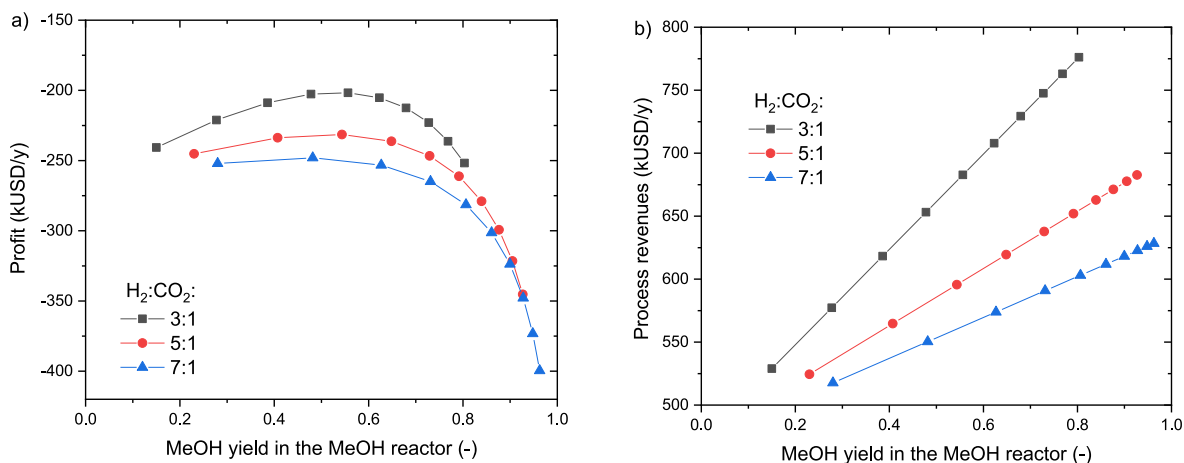 a)
-150
-200
-250
-300
-350
-400
Profit (kUSD/y)
H₂:CO₂:
3:1
5:1
7:1
0.0 0.2 0.4 0.6 0.8 1.0
MeOH yield in the MeOH reactor (-)
b)
800
750
700
650
600
550
500
Process revenues (kUSD/y)
H₂:CO₂:
3:1
5:1
7:1
0.0 0.2 0.4 0.6 0.8 1.0
MeOH yield in the MeOH reactor (-)